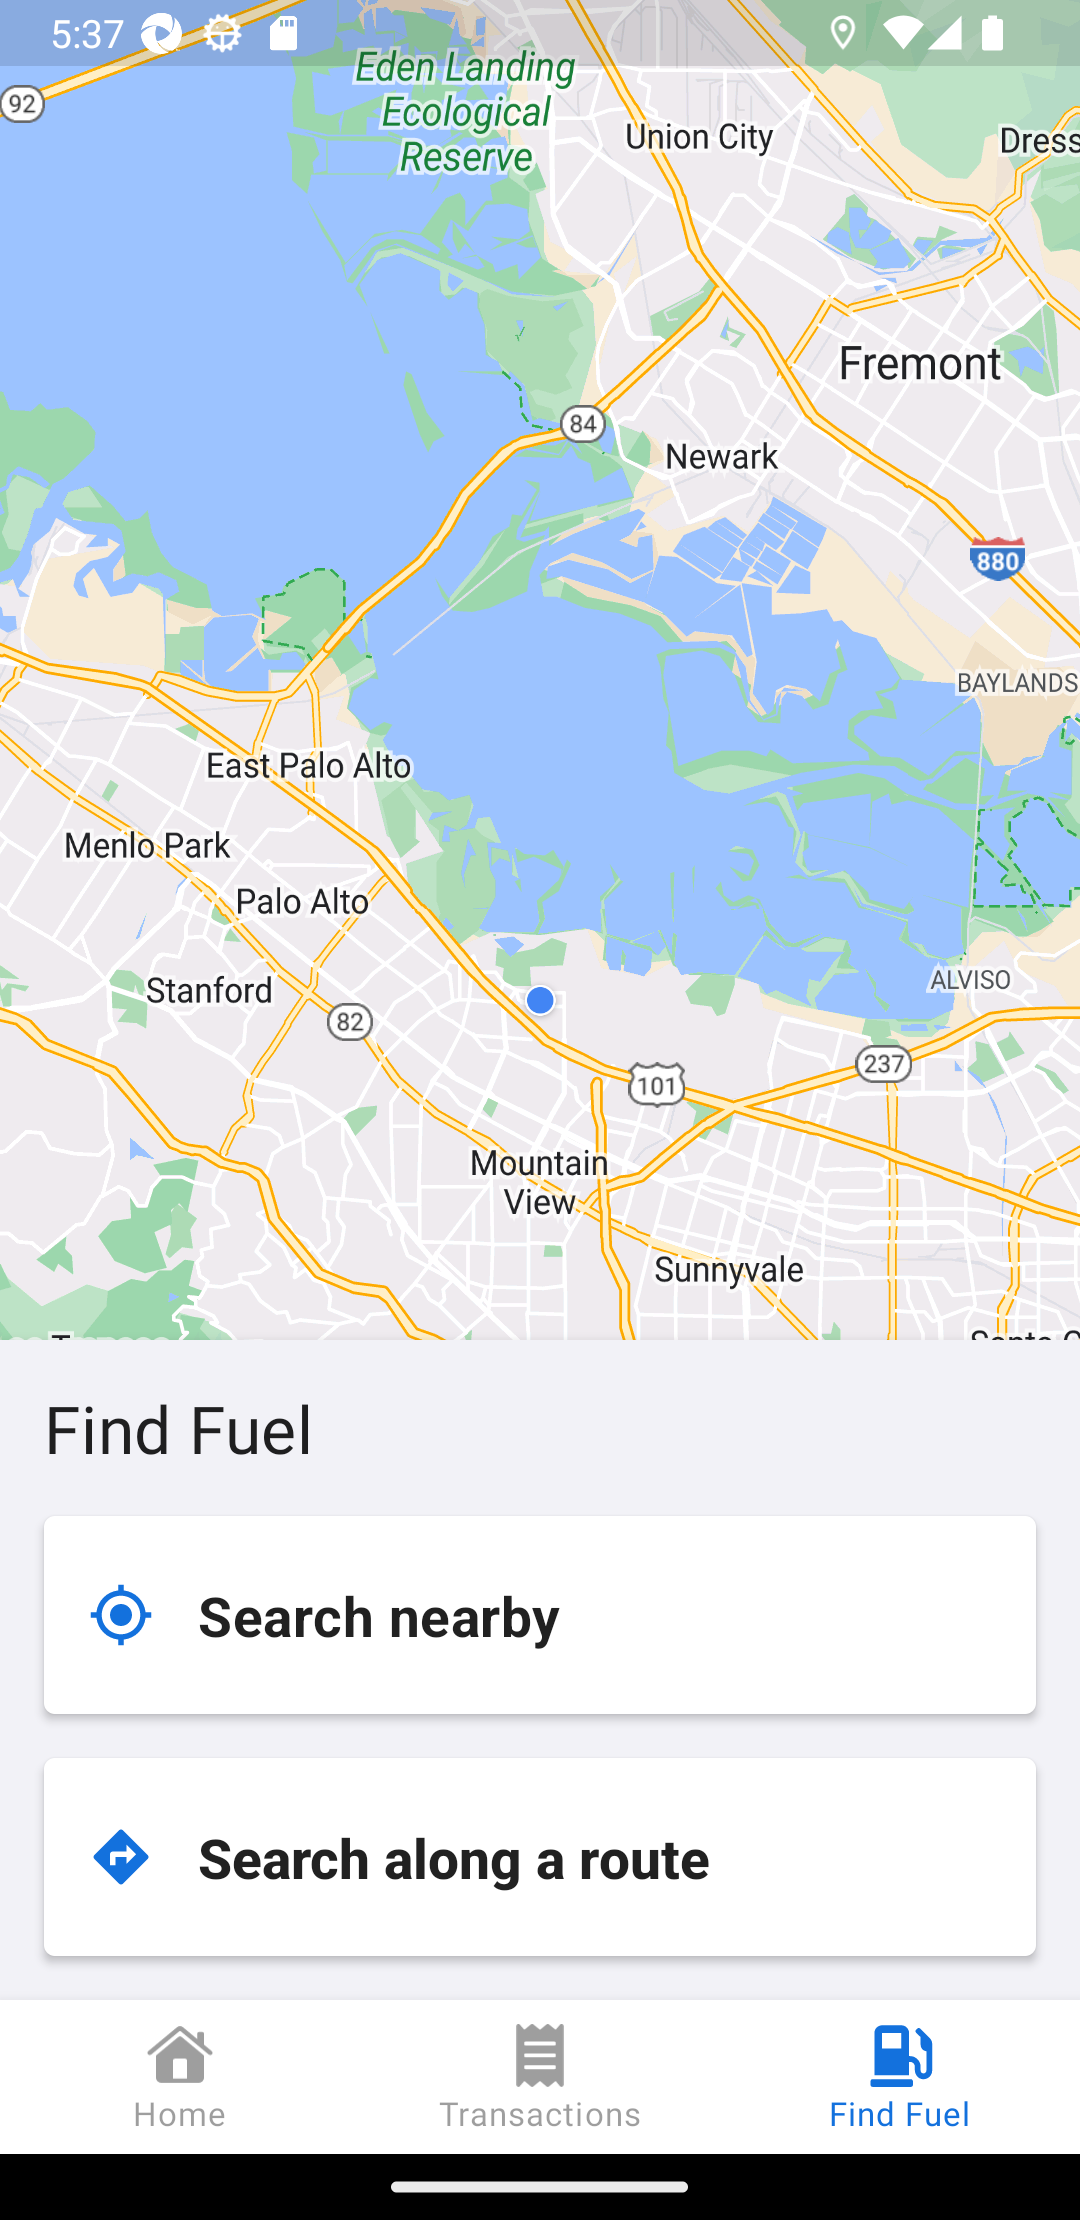 5:37
92
Eden Landing
Ecological
Reserve
Union City
Dress
Fremont
84
Newark
880
BAYLANDS
East Palo Alto
Menlo Park
Palo Alto
Stanford
82
ALVISO
237
101
Mountain
View
Sunnyvale
Find Fuel
Search nearby
Search along a route
Home
Transactions
Find Fuel